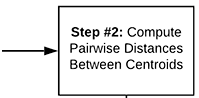 Step #2: Compute
Pairwise Distances
Between Centroids